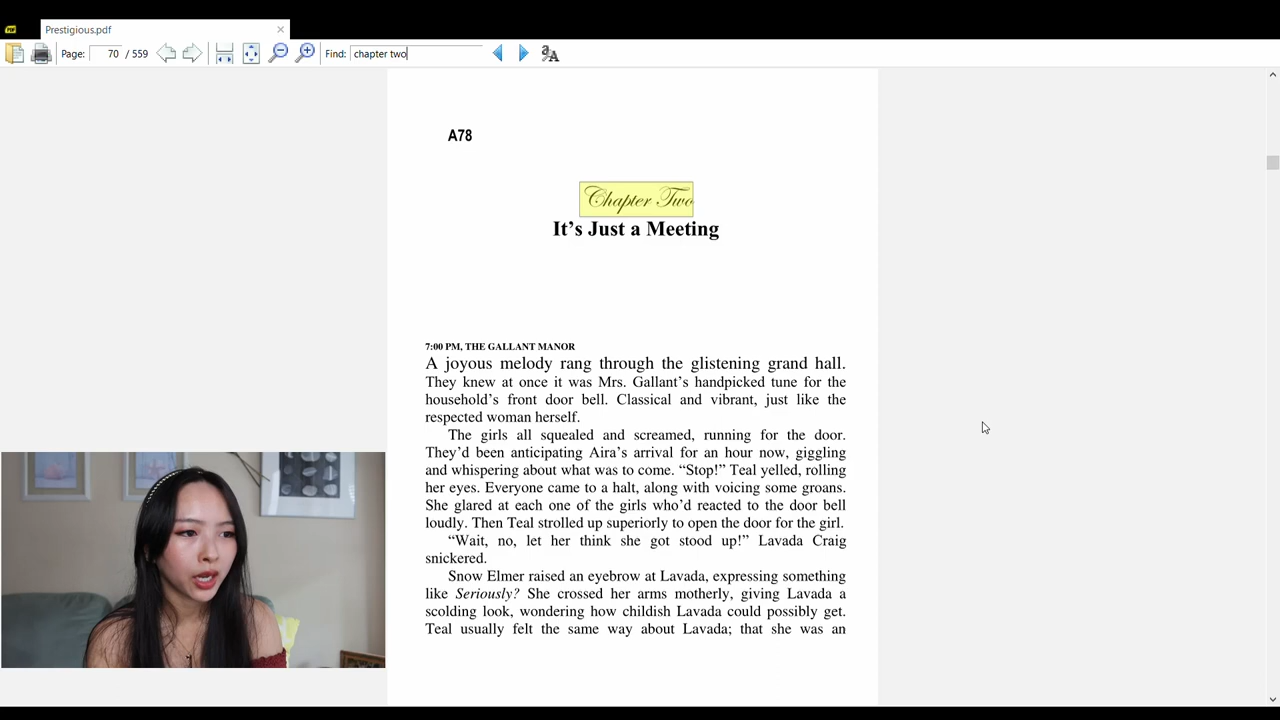 PDF
Prestigious.pdf
Page: 70 / 559 Find: chapter two
A78
Chapter Two
It’s Just a Meeting
7:00 PM, THE GALLANT MANOR
A joyous melody rang through the glistening grand hall.
They knew at once it was Mrs. Gallant’s handpicked tune for the
household’s front door bell. Classical and vibrant, just like the
respected woman herself.
The girls all squealed and screamed, running for the door.
They’d been anticipating Aira’s arrival for an hour now, giggling
and whispering about what was to come. “Stop!” Teal yelled, rolling
her eyes. Everyone came to a halt, along with voicing some groans.
She glared at each one of the girls who’d reacted to the door bell
loudly. Then Teal strolled up superiorly to open the door for the girl.
“Wait, no, let her think she got stood up!” Lavada Craig
snickered.
Snow Elmer raised an eyebrow at Lavada, expressing something
like Seriously? She crossed her arms motherly, giving Lavada a
scolding look, wondering how childish Lavada could possibly get.
Teal usually felt the same way about Lavada; that she was an